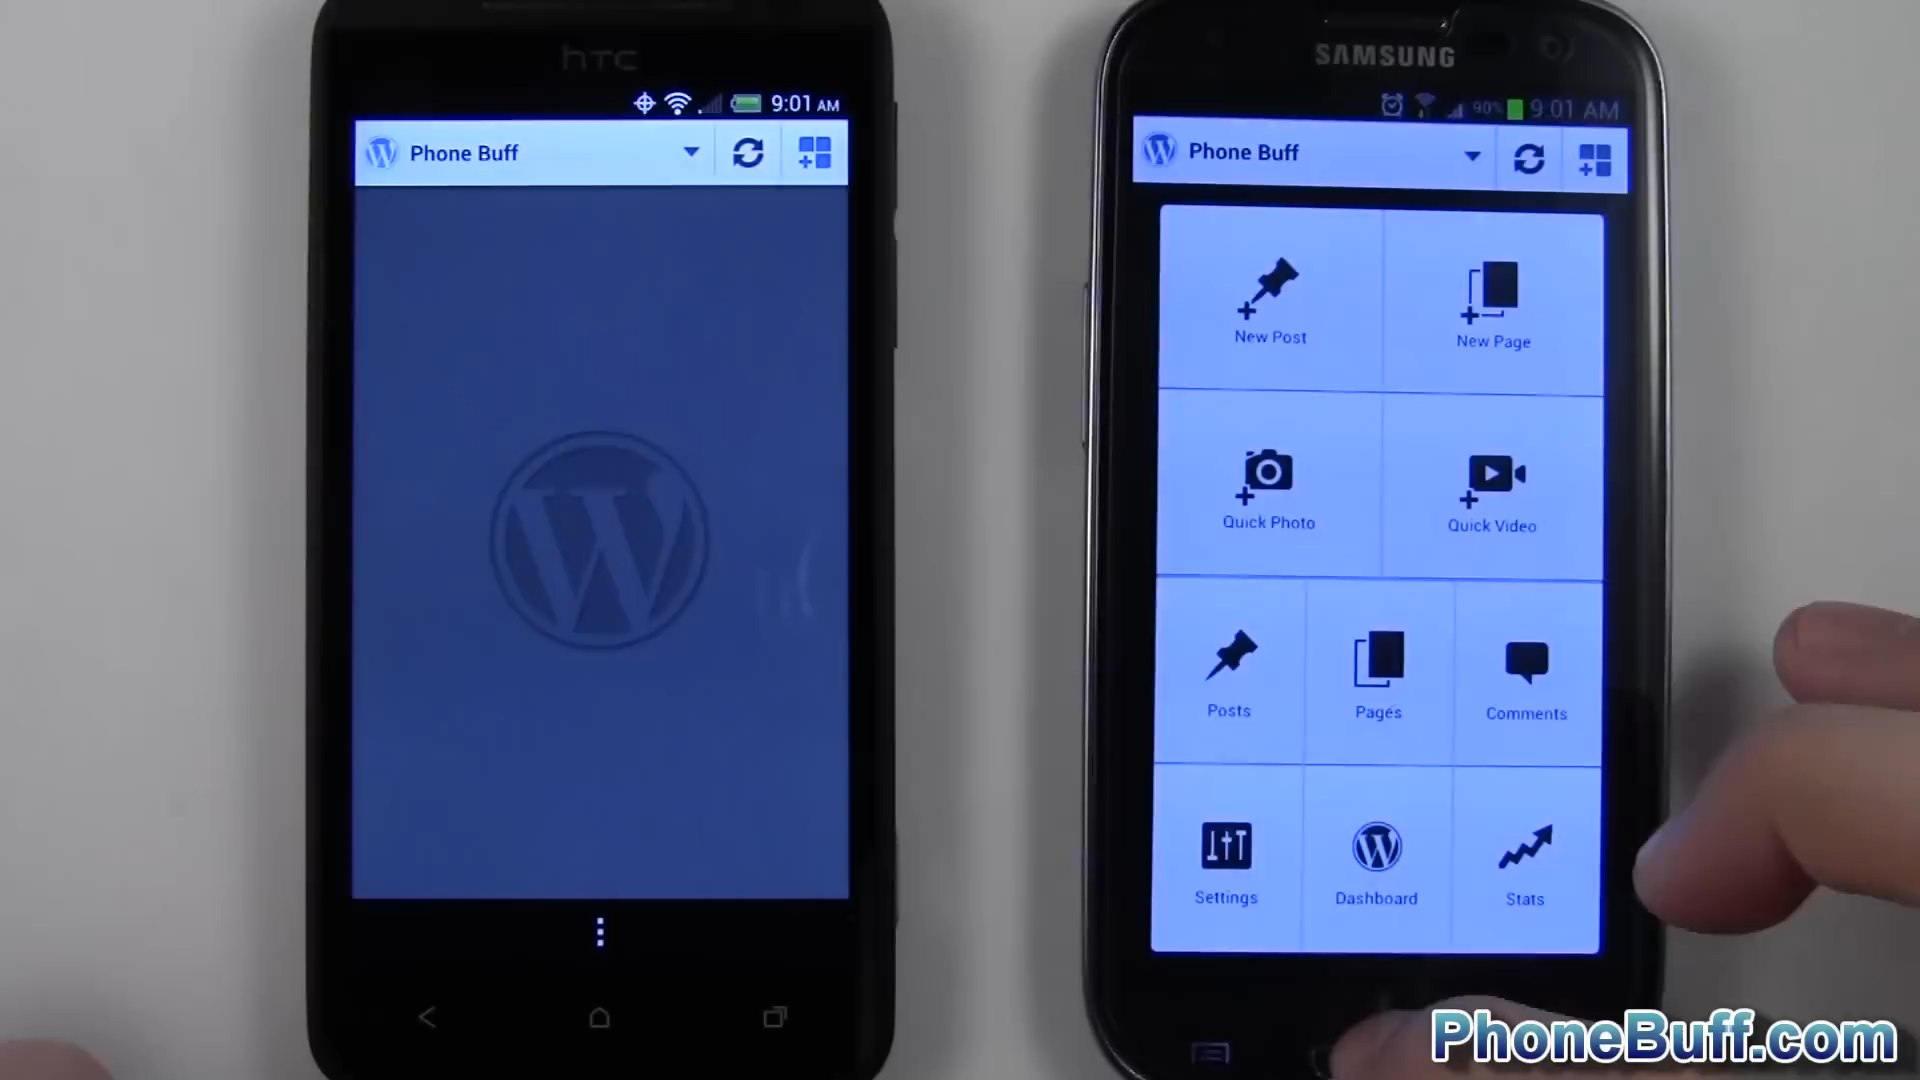 hTC
9:01 AM
Phone Buff
SAMSUNG
90% 9:01 AM
Phone Buff
New Post
New Page
Quick Photo
Quick Video
Posts
Pages
Comments
Settings
Dashboard
Stats
PhoneBuff.com